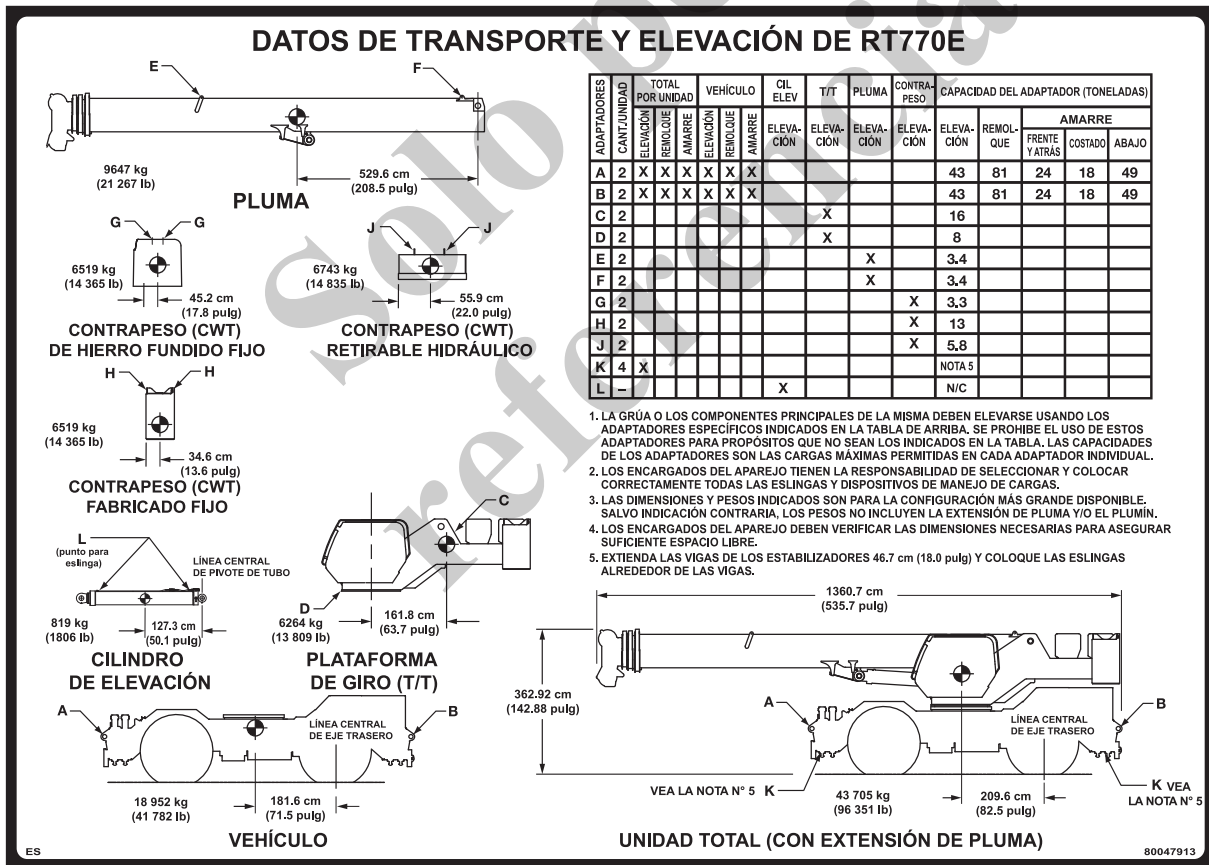 DATOS DE TRANSPORTE Y ELEVACIÓN DE RT770E
E
F
9647 kg
(21 267 lb)
529.6 cm
(208.5 pulg)
PLUMA
G G
6519 kg
(14 365 lb)
45.2 cm
(17.8 pulg)
CONTRAPESO (CWT)
DE HIERRO FUNDIDO FIJO
J J
6743 kg
(14 835 lb)
55.9 cm
(22.0 pulg)
CONTRAPESO (CWT)
RETIRABLE HIDRÁULICO
H H
6519 kg
(14 365 lb)
34.6 cm
(13.6 pulg)
CONTRAPESO (CWT)
FABRICADO FIJO
L
(punto para
eslinga)
LÍNEA CENTRAL
DE PIVOTE DE TUBO
819 kg
(1806 lb)
127.3 cm
(50.1 pulg)
CILINDRO
DE ELEVACIÓN
C
D
6264 kg
(13 809 lb)
161.8 cm
(63.7 pulg)
PLATAFORMA
DE GIRO (T/T)
A
B
LÍNEA CENTRAL
DE EJE TRASERO
18 952 kg
(41 782 lb)
181.6 cm
(71.5 pulg)
VEHÍCULO
ADAPTADORES CANT./UNIDAD TOTAL POR UNIDAD VEHÍCULO CIL ELEV T/T PLUMA CONTRA-PESO CAPACIDAD DEL ADAPTADOR (TONELADAS)
ELEVACIÓN REMOLQUE AMARRE ELEVACIÓN REMOLQUE AMARRE ELEVA-CIÓN ELEVA-CIÓN ELEVA-CIÓN ELEVA-CIÓN ELEVA-CIÓN REMOL-QUE AMARRE
FRENTE Y ATRÁS COSTADO ABAJO
A 2 X X X X X X 43 81 24 18 49
B 2 X X X X X X 43 81 24 18 49
C 2 X 16
D 2 X 8
E 2 X 3.4
F 2 X 3.4
G 2 X 3.3
H 2 X 13
J 2 X 5.8
K 4 X NOTA 5
L – X N/C
1. LA GRÚA O LOS COMPONENTES PRINCIPALES DE LA MISMA DEBEN ELEVARSE USANDO LOS
ADAPTADORES ESPECÍFICOS INDICADOS EN LA TABLA DE ARRIBA. SE PROHIBE EL USO DE ESTOS
ADAPTADORES PARA PROPÓSITOS QUE NO SEAN LOS INDICADOS EN LA TABLA. LAS CAPACIDADES
DE LOS ADAPTADORES SON LAS CARGAS MÁXIMAS PERMITIDAS EN CADA ADAPTADOR INDIVIDUAL.
2. LOS ENCARGADOS DEL APAREJO TIENEN LA RESPONSABILIDAD DE SELECCIONAR Y COLOCAR
CORRECTAMENTE TODAS LAS ESLINGAS Y DISPOSITIVOS DE MANEJO DE CARGAS.
3. LAS DIMENSIONES Y PESOS INDICADOS SON PARA LA CONFIGURACIÓN MÁS GRANDE DISPONIBLE.
SALVO INDICACIÓN CONTRARIA, LOS PESOS NO INCLUYEN LA EXTENSIÓN DE PLUMA Y/O EL PLUMÍN.
4. LOS ENCARGADOS DEL APAREJO DEBEN VERIFICAR LAS DIMENSIONES NECESARIAS PARA ASEGURAR
SUFICIENTE ESPACIO LIBRE.
5. EXTIENDA LAS VIGAS DE LOS ESTABILIZADORES 46.7 cm (18.0 pulg) Y COLOQUE LAS ESLINGAS
ALREDEDOR DE LAS VIGAS.
1360.7 cm
(535.7 pulg)
362.92 cm
(142.88 pulg)
A
B
LÍNEA CENTRAL
DE EJE TRASERO
VEA LA NOTA N° 5 K
43 705 kg
(96 351 lb)
209.6 cm
(82.5 pulg)
K VEA
LA NOTA N° 5
UNIDAD TOTAL (CON EXTENSIÓN DE PLUMA)
ES
80047913
referencia